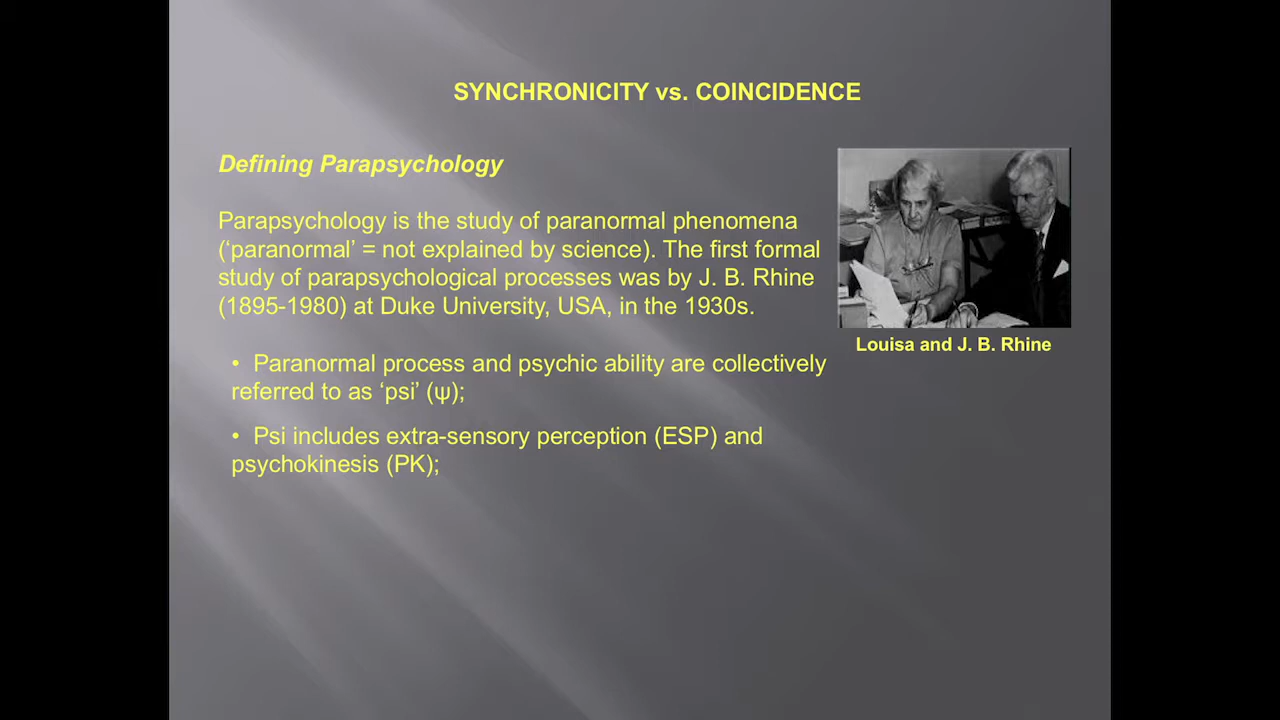 SYNCHRONICITY vs. COINCIDENCE
Defining Parapsychology
Parapsychology is the study of paranormal phenomena
(‘paranormal’ = not explained by science). The first formal
study of parapsychological processes was by J. B. Rhine
(1895-1980) at Duke University, USA, in the 1930s.
Louisa and J. B. Rhine
• Paranormal process and psychic ability are collectively
referred to as ‘psi’ (ψ);
• Psi includes extra-sensory perception (ESP) and
psychokinesis (PK);